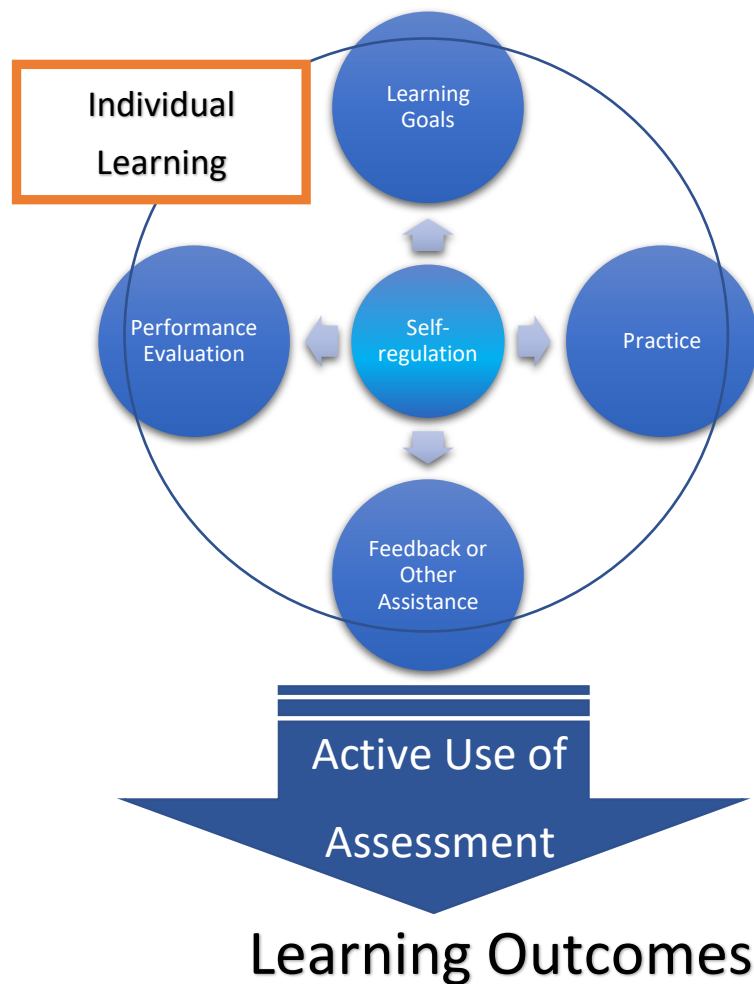 Learning
Goals
Individual
Learning
Performance
Evaluation
Self-
regulation
Practice
Feedback or
Other
Assistance
Active Use of
Assessment
Learning Outcomes